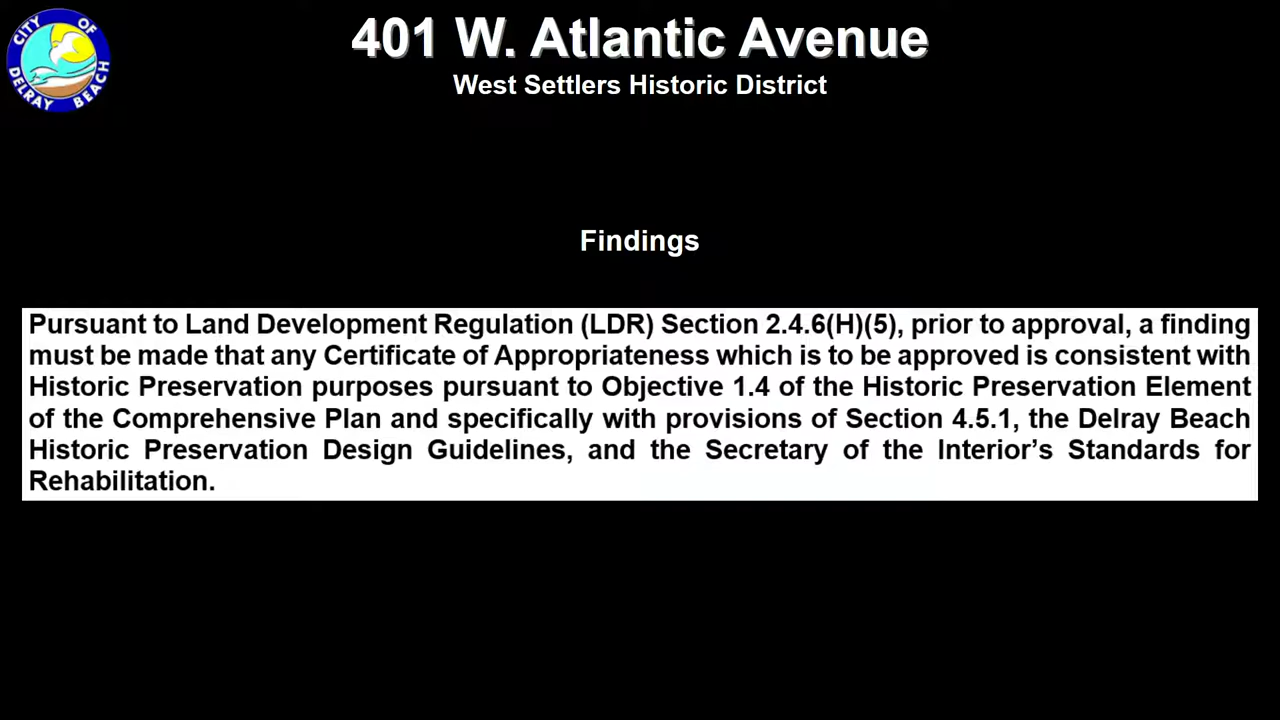 CITY OF
DELRAY BEACH
401 W. Atlantic Avenue
West Settlers Historic District
Findings
Pursuant to Land Development Regulation (LDR) Section 2.4.6(H)(5), prior to approval, a finding
must be made that any Certificate of Appropriateness which is to be approved is consistent with
Historic Preservation purposes pursuant to Objective 1.4 of the Historic Preservation Element
of the Comprehensive Plan and specifically with provisions of Section 4.5.1, the Delray Beach
Historic Preservation Design Guidelines, and the Secretary of the Interior’s Standards for
Rehabilitation.